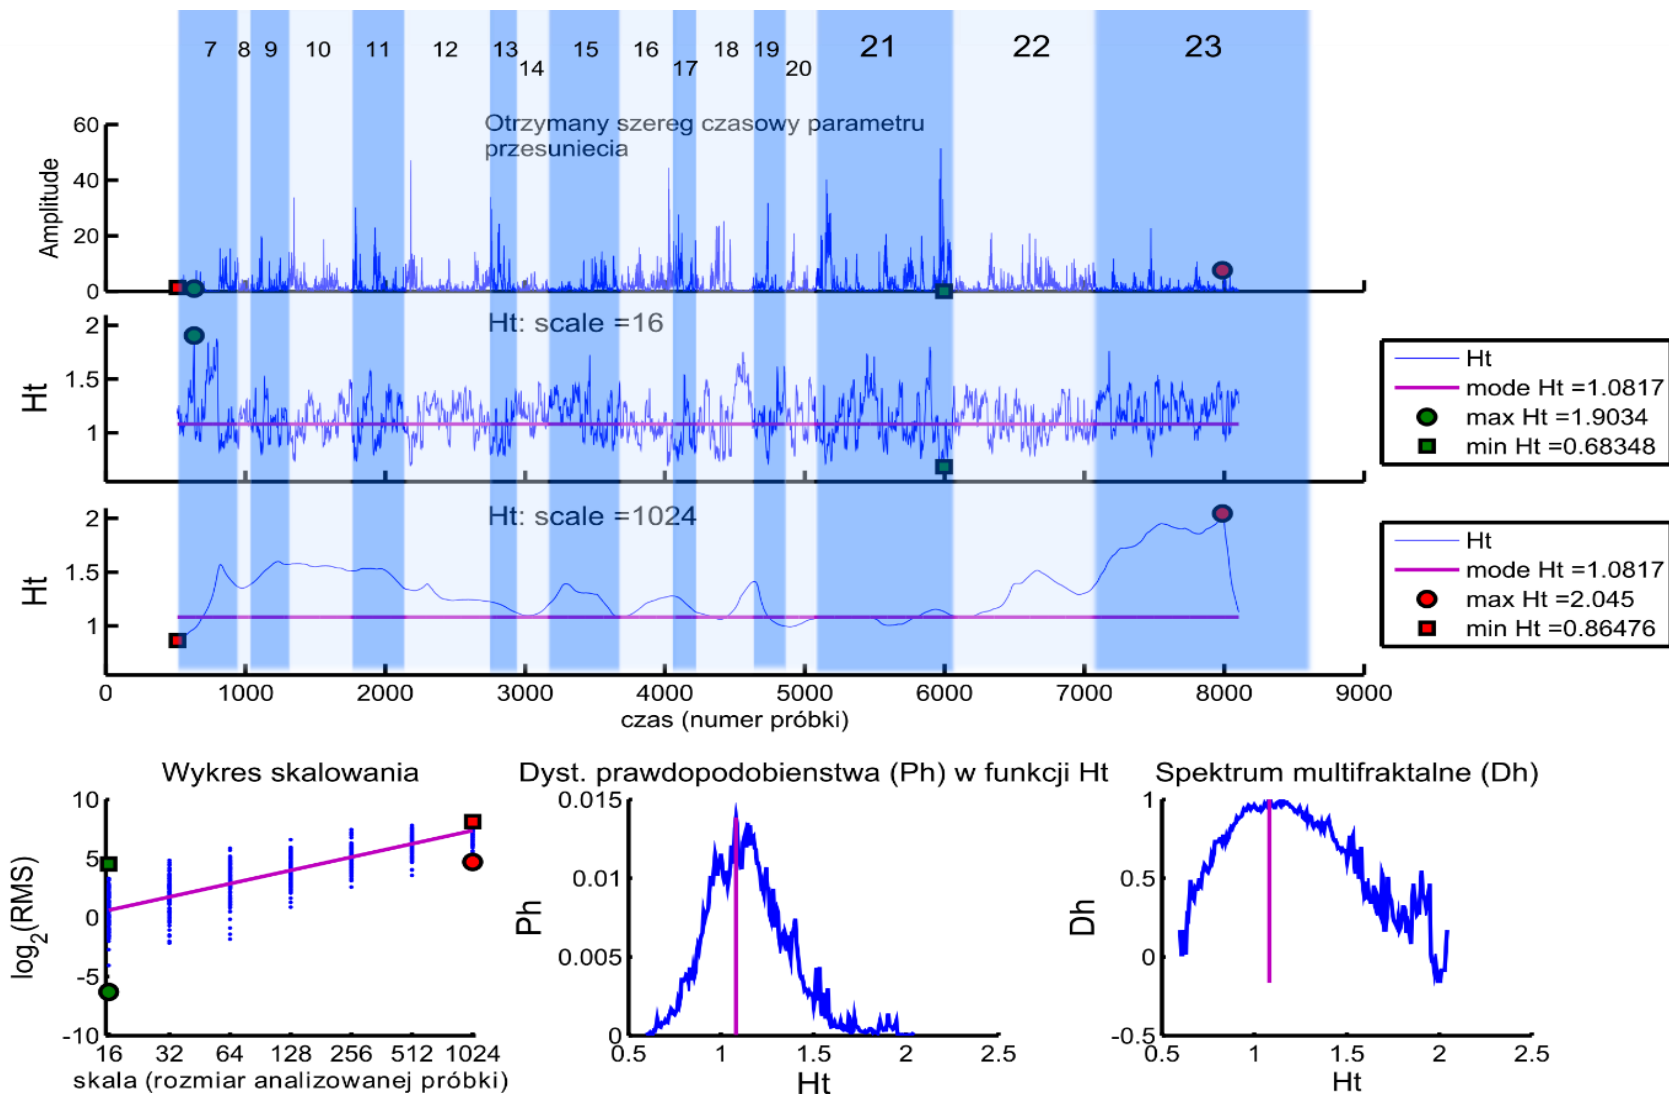 7 8 9 10 11 12 13 14 15 16 17 18 19 20 21 22 23
Otrzymany szereg czasowy parametru
przesuniecia
Amplitude
60
40
20
0
Ht: scale =16
Ht
2
1.5
1
Ht
mode Ht =1.0817
max Ht =1.9034
min Ht =0.68348
Ht: scale =1024
Ht
2
1.5
1
Ht
mode Ht =1.0817
max Ht =2.045
min Ht =0.86476
0 1000 2000 3000 4000 5000 6000 7000 8000 9000
czas (numer próbki)
Wykres skalowania
log2(RMS)
10
5
0
-5
-10
16 32 64 128 256 512 1024
skala (rozmiar analizowanej próbki)
Dyst. prawdopodobienstwa (Ph) w funkcji Ht
Ph
0.015
0.01
0.005
0
0.5 1 1.5 2 2.5
Ht
Spektrum multifraktalne (Dh)
Dh
1
0.5
0
-0.5
0.5 1 1.5 2 2.5
Ht